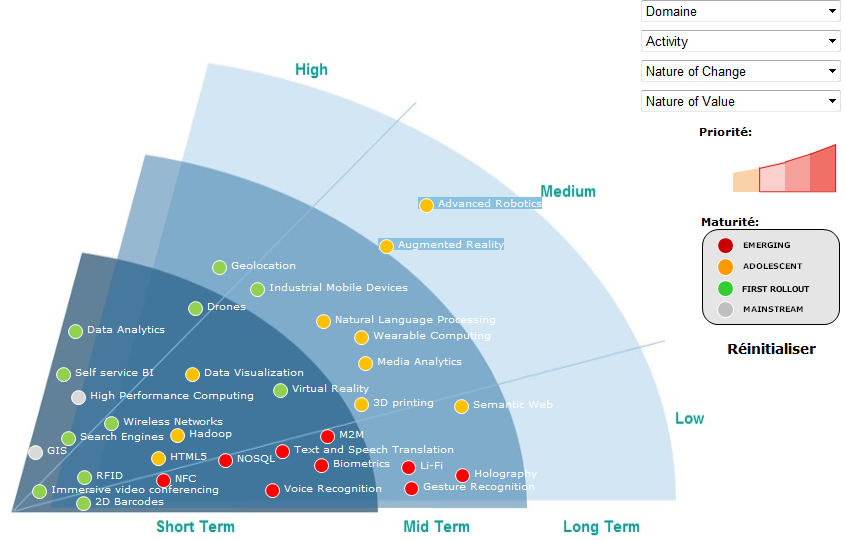 Domaine
Activity
Nature of Change
Nature of Value
Priorité:
Maturité:
EMERGING
ADOLESCENT
FIRST ROLLOUT
MAINSTREAM
Réinitialiser
High
Medium
Low
Advanced Robotics
Augmented Reality
Geolocation
Industrial Mobile Devices
Drones
Natural Language Processing
Data Analytics
Wearable Computing
Media Analytics
Self service BI
Data Visualization
Virtual Reality
High Performance Computing
3D printing
Semantic Web
Wireless Networks
Search Engines
Hadoop
M2M
GIS
Text and Speech Translation
HTML5
NOSQL
Biometrics
Li-Fi
RFID
NFC
Holography
Immersive video conferencing
Voice Recognition
Gesture Recognition
2D Barcodes
Short Term
Mid Term
Long Term